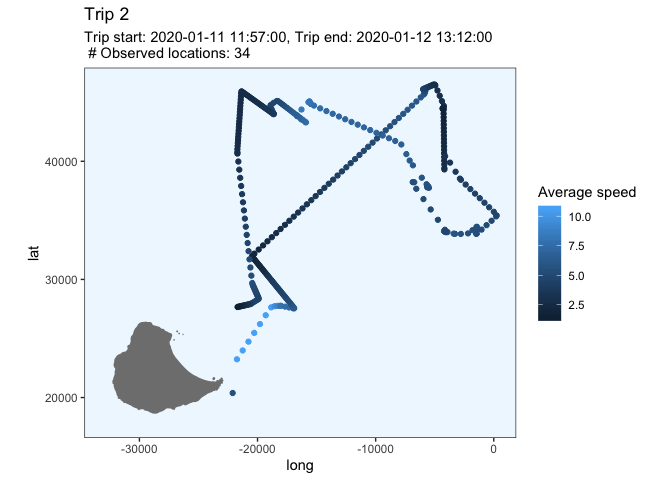 Trip 2
Trip start: 2020-01-11 11:57:00, Trip end: 2020-01-12 13:12:00
# Observed locations: 34
40000
30000
20000
lat
-30000
-20000
-10000
0
long
Average speed
10.0
7.5
5.0
2.5